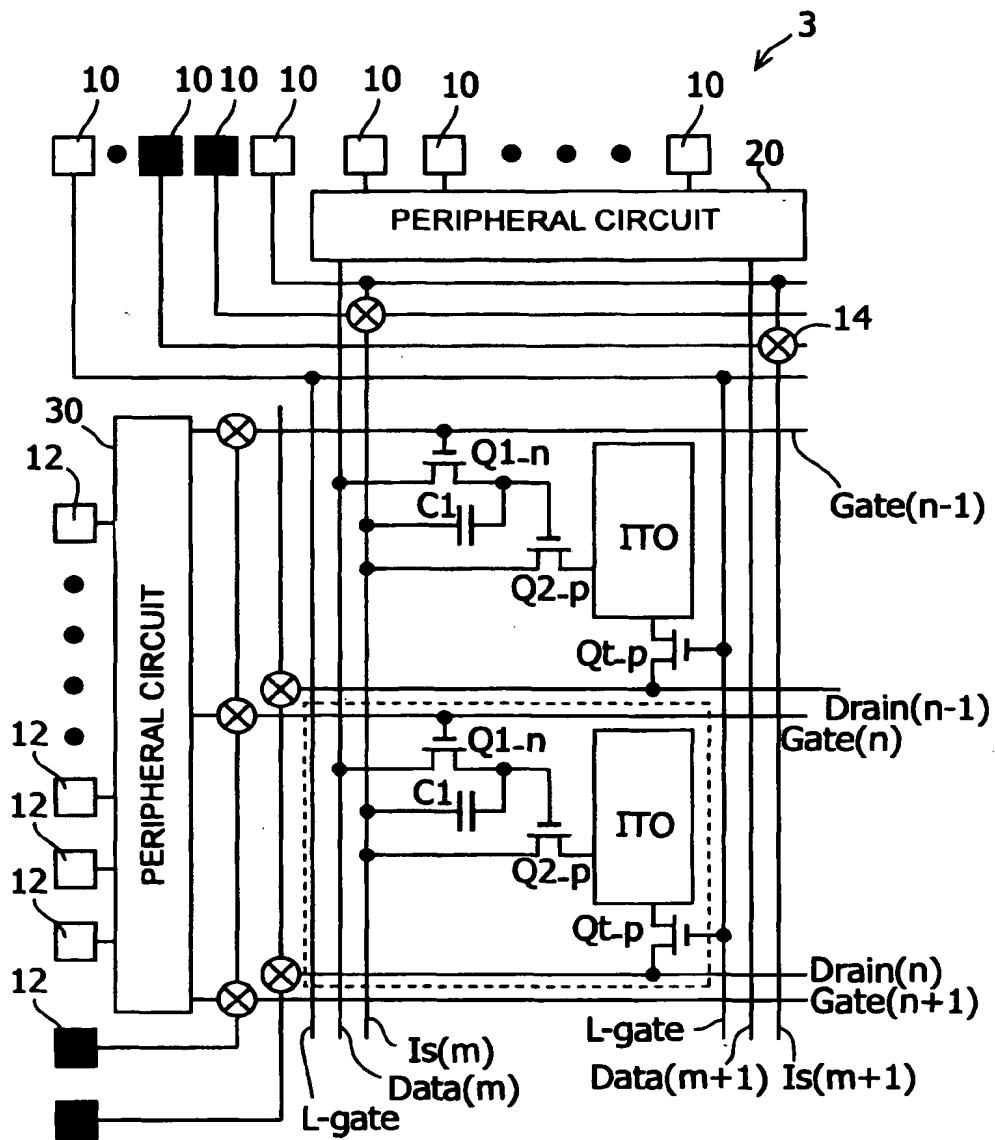 3
10 10 10 10 10 10 10
20
PERIPHERAL CIRCUIT
14
30
12
Q1-n
Gate(n-1)
C1
ITO
Q2-p
PERIPHERAL CIRCUIT
Qt-p
Drain(n-1)
Gate(n)
12
Q1-n
C1
ITO
12
Q2-p
12
Qt-p
12
Drain(n)
Gate(n+1)
Is(m)
L-gate
Data(m)
Data(m+1)
Is(m+1)
L-gate